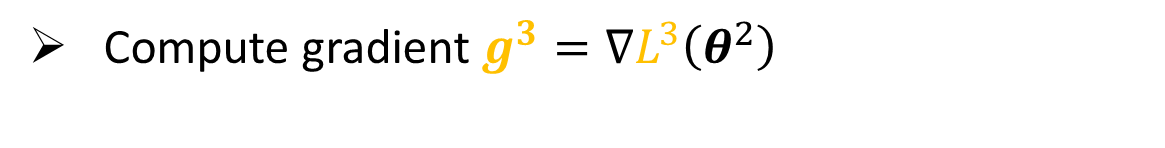 ➢ Compute gradient 𝒈³ = ∇𝐿³(𝜽²)